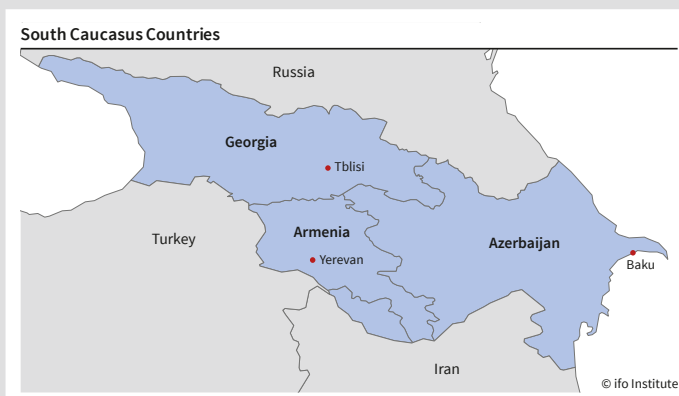 South Caucasus Countries
Russia
Georgia
Tblisi
Armenia
Turkey
Azerbaijan
Yerevan
Baku
Iran
© ifo Institute